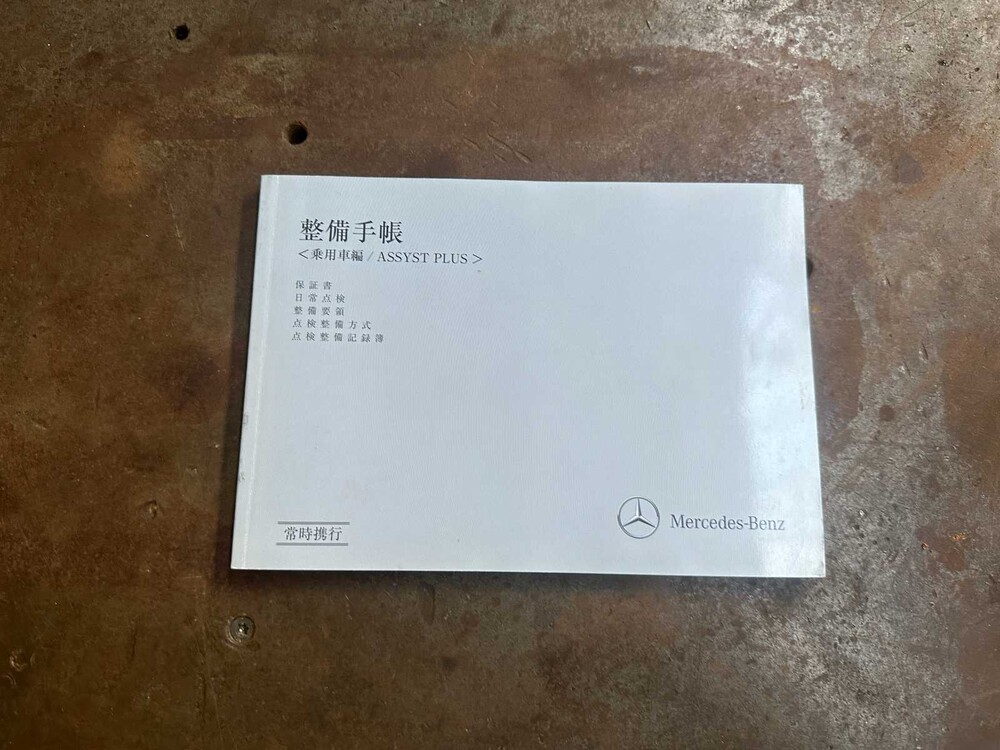 整備手帳
<乗用車編 / ASSYST PLUS>
保証書
日常点検
整備要領
点検整備方式
点検整備記録簿
常時携行
Mercedes-Benz